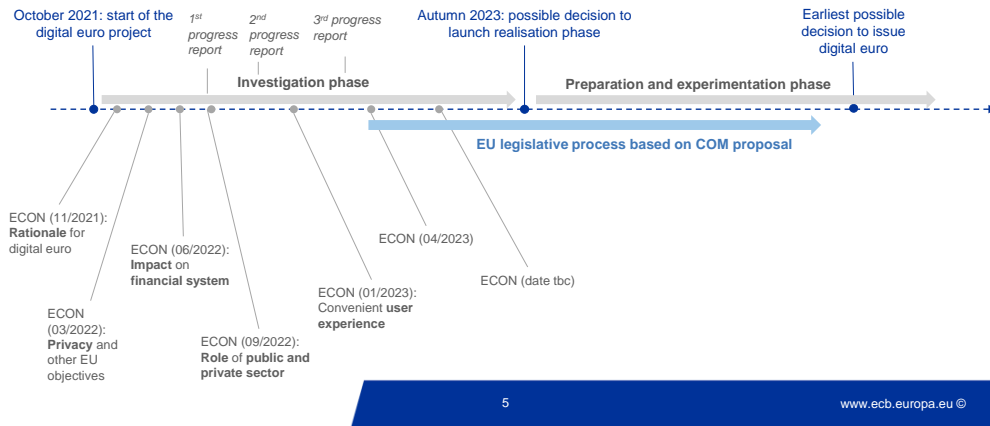 October 2021: start of the
digital euro project
1st
progress
report
2nd
progress
report
3rd progress
report
Autumn 2023: possible decision to
launch realisation phase
Earliest possible
decision to issue
digital euro
Investigation phase
Preparation and experimentation phase
EU legislative process based on COM proposal
ECON (11/2021):
Rationale for
digital euro
ECON
(03/2022):
Privacy and
other EU
objectives
ECON (06/2022):
Impact on
financial system
ECON (09/2022):
Role of public and
private sector
ECON (01/2023):
Convenient user
experience
ECON (04/2023)
ECON (date tbc)
5
www.ecb.europa.eu ©